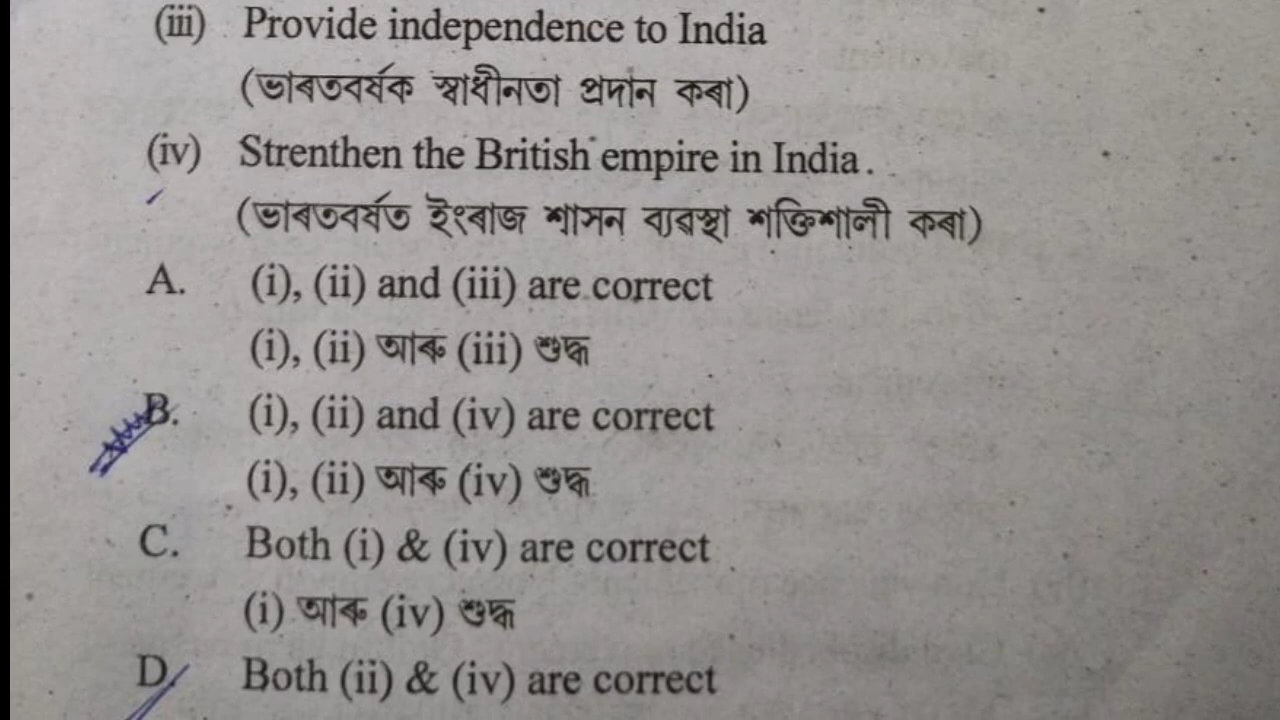 (iii) Provide independence to India
(ভাৰতবৰ্ষক স্বাধীনতা প্ৰদান কৰা)
(iv) Strenthen the British empire in India.
(ভাৰতবৰ্ষত ইংৰাজ শাসন ব্যৱস্থা শক্তিশালী কৰা)
A. (i), (ii) and (iii) are correct
(i), (ii) আৰু (iii) শুদ্ধ
B. (i), (ii) and (iv) are correct
(i), (ii) আৰু (iv) শুদ্ধ
C. Both (i) & (iv) are correct
(i) আৰু (iv) শুদ্ধ
D. Both (ii) & (iv) are correct